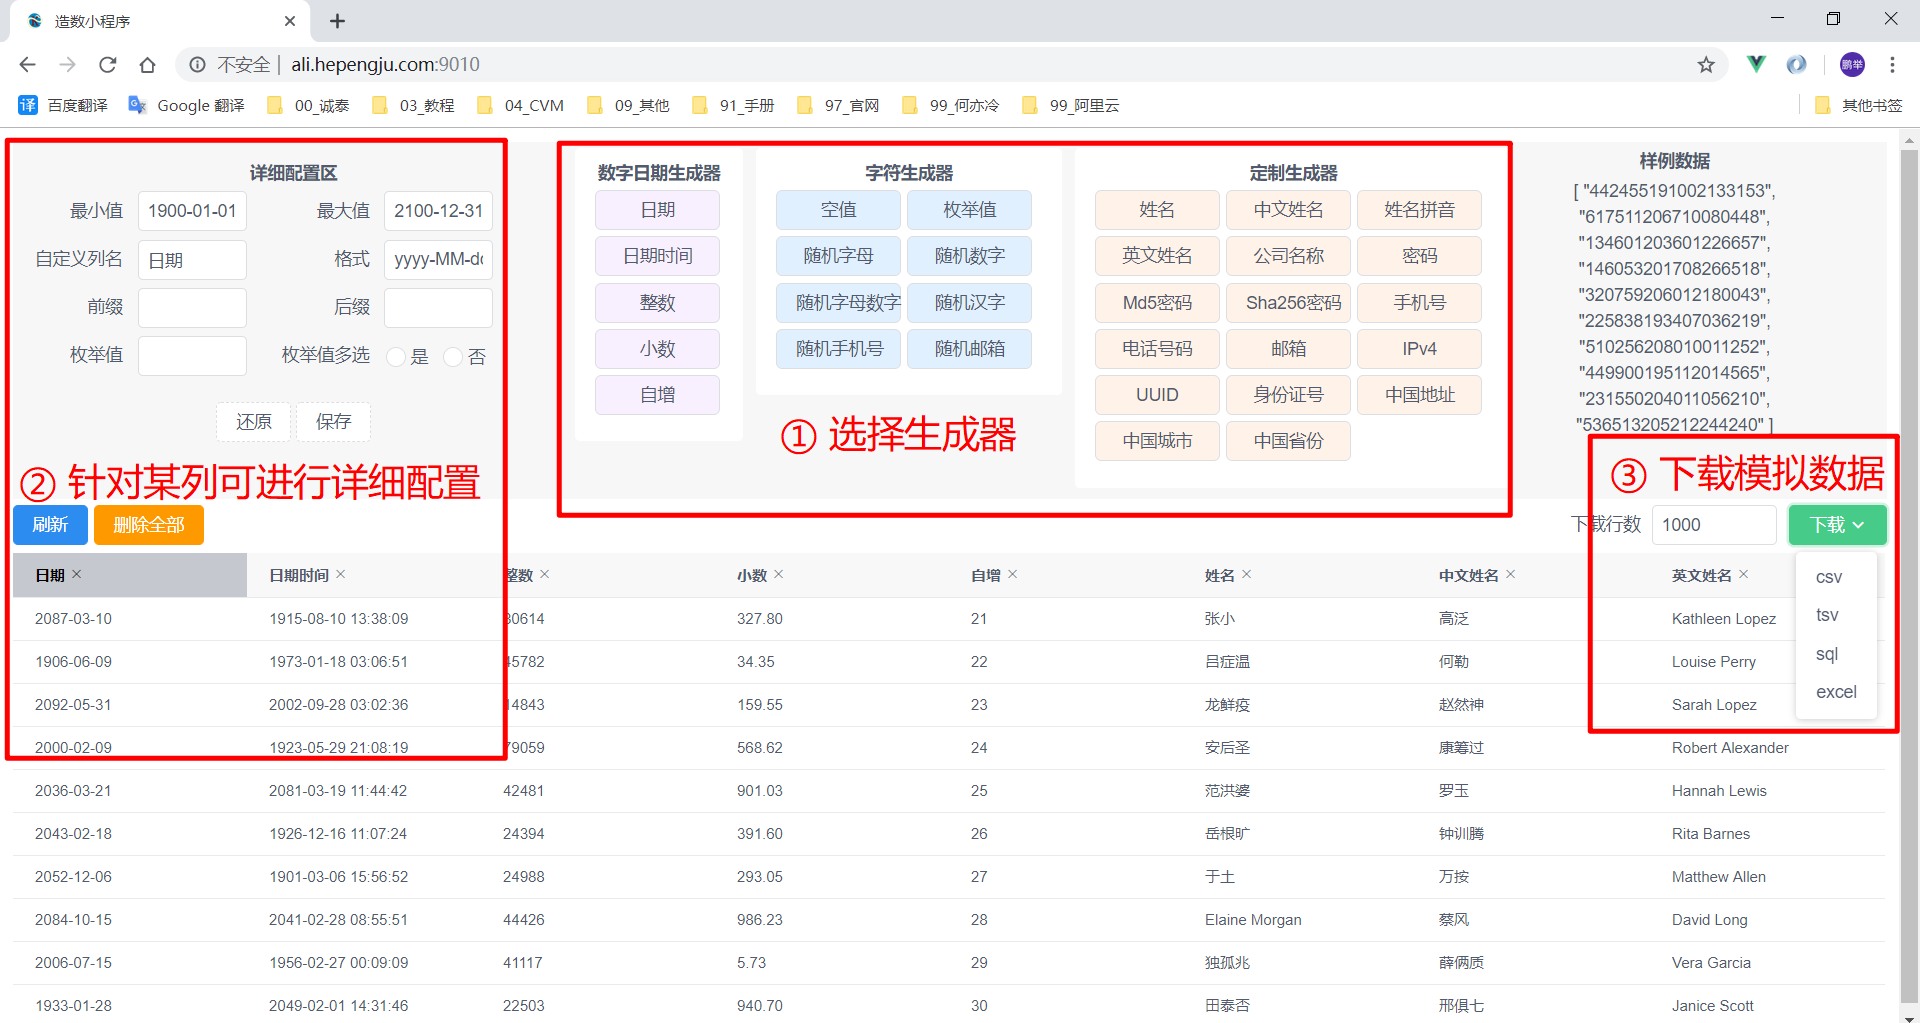 造数小程序
不安全 | ali.hepengju.com:9010
鹏举
百度翻译 Google 翻译 00_诚泰 03_教程 04_CVM 09_其他 91_手册 97_官网 99_何亦冷 99_阿里云 其他书签
详细配置区
最小值 1900-01-01 最大值 2100-12-31
自定义列名 日期 格式 yyyy-MM-dd
前缀 后缀
枚举值 枚举值多选 是 否
还原 保存
② 针对某列可进行详细配置
数字日期生成器
日期
日期时间
整数
小数
自增
字符生成器
空值 枚举值
随机字母 随机数字
随机字母数字 随机汉字
随机手机号 随机邮箱
① 选择生成器
定制生成器
姓名 中文姓名 姓名拼音
英文姓名 公司名称 密码
Md5密码 Sha256密码 手机号
电话号码 邮箱 IPv4
UUID 身份证号 中国地址
中国城市 中国省份
样例数据
[ "442455191002133153",
"617511206710080448",
"134601203601226657",
"146053201708266518",
"320759206012180043",
"225838193407036219",
"510256208010011252",
"449900195112014565",
"231550204011056210",
"536513205212244240" ]
③ 下载模拟数据
刷新 删除全部 下载行数 1000 下载
csv
tsv
sql
excel
日期 日期时间 整数 小数 自增 姓名 中文姓名 英文姓名
2087-03-10 1915-08-10 13:38:09 30614 327.80 21 张小 高泛 Kathleen Lopez
1906-06-09 1973-01-18 03:06:51 45782 34.35 22 吕症温 何勒 Louise Perry
2092-05-31 2002-09-28 03:02:36 14843 159.55 23 龙鲜疫 赵然神 Sarah Lopez
2000-02-09 1923-05-29 21:08:19 79059 568.62 24 安后圣 康筹过 Robert Alexander
2036-03-21 2081-03-19 11:44:42 42481 901.03 25 范洪婆 罗玉 Hannah Lewis
2043-02-18 1926-12-16 11:07:24 24394 391.60 26 岳根旷 钟训腾 Rita Barnes
2052-12-06 1901-03-06 15:56:52 24988 293.05 27 于土 万按 Matthew Allen
2084-10-15 2041-02-28 08:55:51 44426 986.23 28 Elaine Morgan 蔡风 David Long
2006-07-15 1956-02-27 00:09:09 41117 5.73 29 独孤兆 薛俩质 Vera Garcia
1933-01-28 2049-02-01 14:31:46 22503 940.70 30 田泰否 邢俱七 Janice Scott